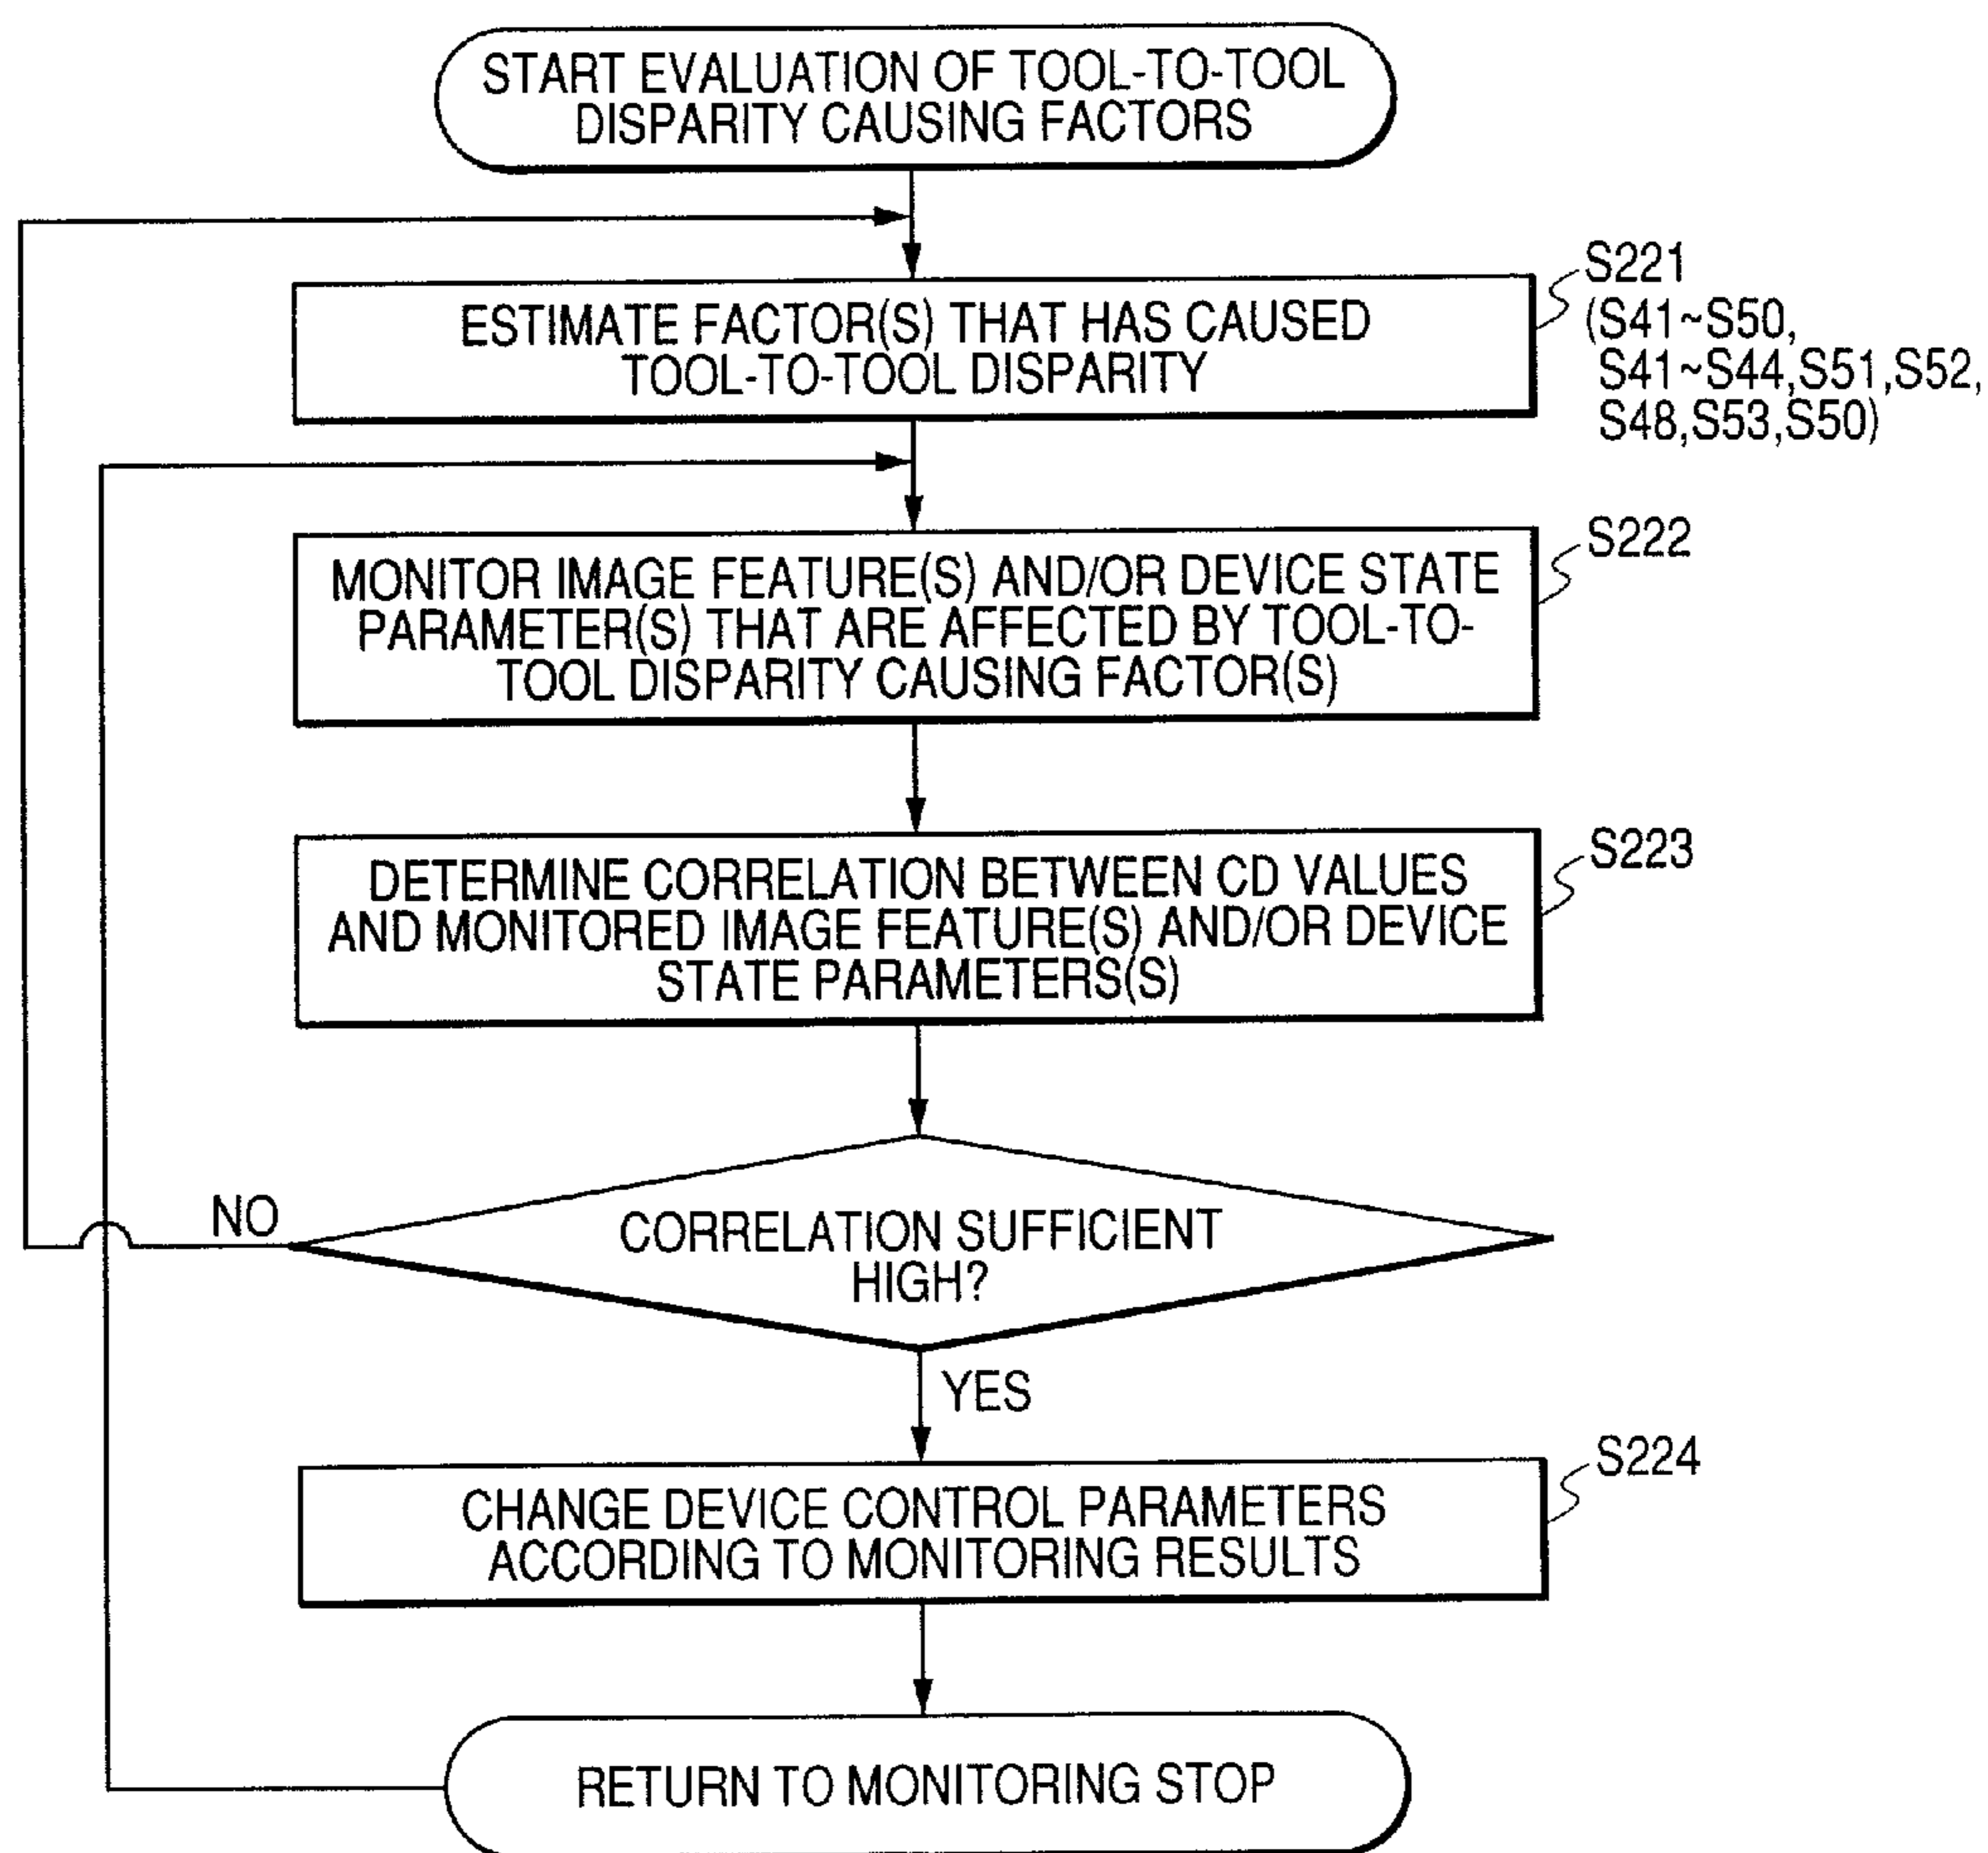 START EVALUATION OF TOOL-TO-TOOL
DISPARITY CAUSING FACTORS
S221
(S41~S50,
S41~S44,S51,S52,
S48,S53,S50)
ESTIMATE FACTOR(S) THAT HAS CAUSED
TOOL-TO-TOOL DISPARITY
S222
MONITOR IMAGE FEATURE(S) AND/OR DEVICE STATE
PARAMETER(S) THAT ARE AFFECTED BY TOOL-TO-
TOOL DISPARITY CAUSING FACTOR(S)
S223
DETERMINE CORRELATION BETWEEN CD VALUES
AND MONITORED IMAGE FEATURE(S) AND/OR DEVICE
STATE PARAMETERS(S)
NO
CORRELATION SUFFICIENT
HIGH?
YES
S224
CHANGE DEVICE CONTROL PARAMETERS
ACCORDING TO MONITORING RESULTS
RETURN TO MONITORING STOP